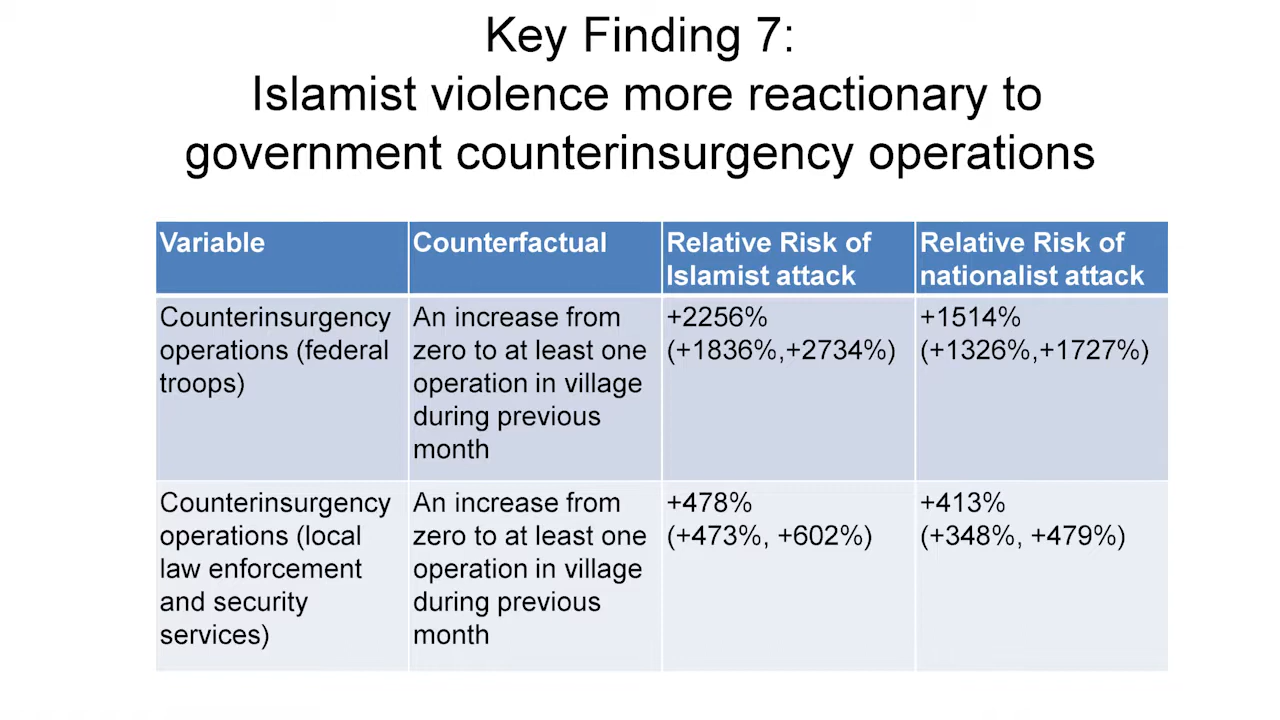 Key Finding 7:
Islamist violence more reactionary to
government counterinsurgency operations
Variable
Counterfactual
Relative Risk of
Islamist attack
Relative Risk of
nationalist attack
Counterinsurgency
operations (federal
troops)
An increase from
zero to at least one
operation in village
during previous
month
+2256%
(+1836%,+2734%)
+1514%
(+1326%,+1727%)
Counterinsurgency
operations (local
law enforcement
and security
services)
An increase from
zero to at least one
operation in village
during previous
month
+478%
(+473%, +602%)
+413%
(+348%, +479%)